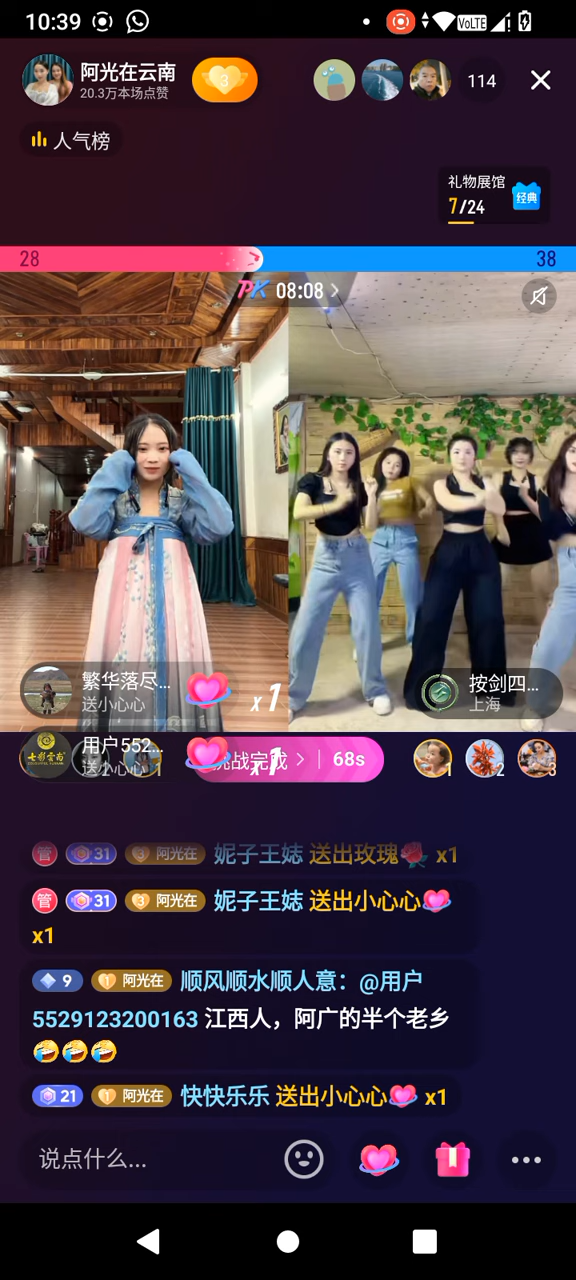 10:39
VoLTE
阿光在云南
20.3万本场点赞
3
114
人气榜
礼物展馆
7/24
经典
28
38
PK 08:08
繁华落尽...
送小心心
x1
按剑四...
上海
用户552...
送小心心
x1
挑战完成
68s
1
2
3
管 31 3 阿光在 妮子王婊 送出玫瑰 x1
管 31 3 阿光在 妮子王婊 送出小心心
x1
9 1 阿光在 顺风顺水顺人意：@用户
5529123200163 江西人，阿广的半个老乡
🤣🤣🤣
21 1 阿光在 快快乐乐 送出小心心 x1
说点什么...